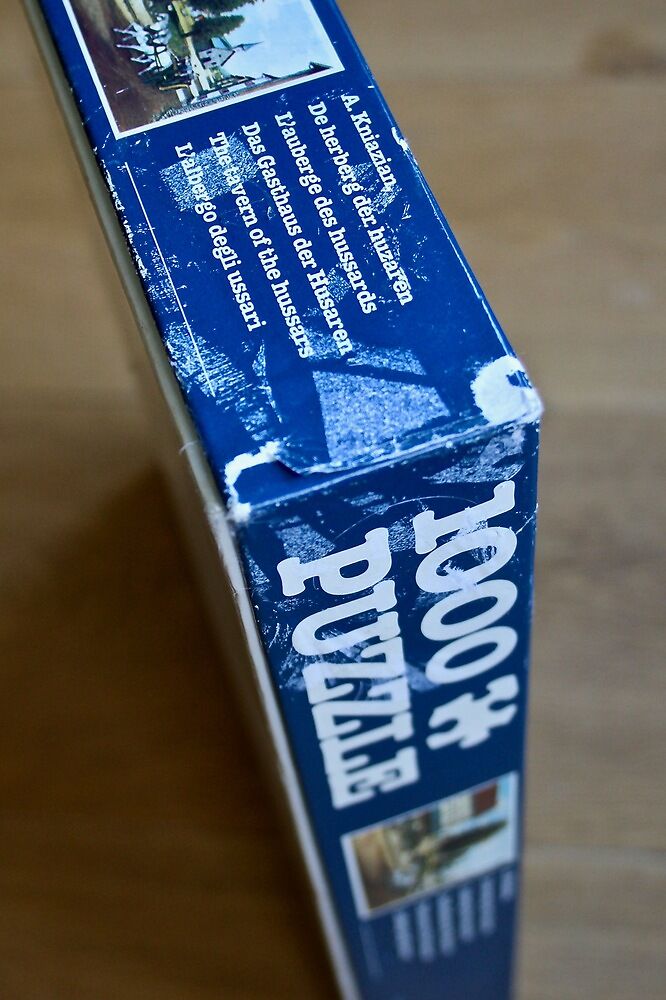 A. Kniazian,
De herberg der huzaren
L'auberge des hussards
Das Gasthaus der Husaren
The tavern of the hussars
L'albergo degli ussari
1000
PUZZLE